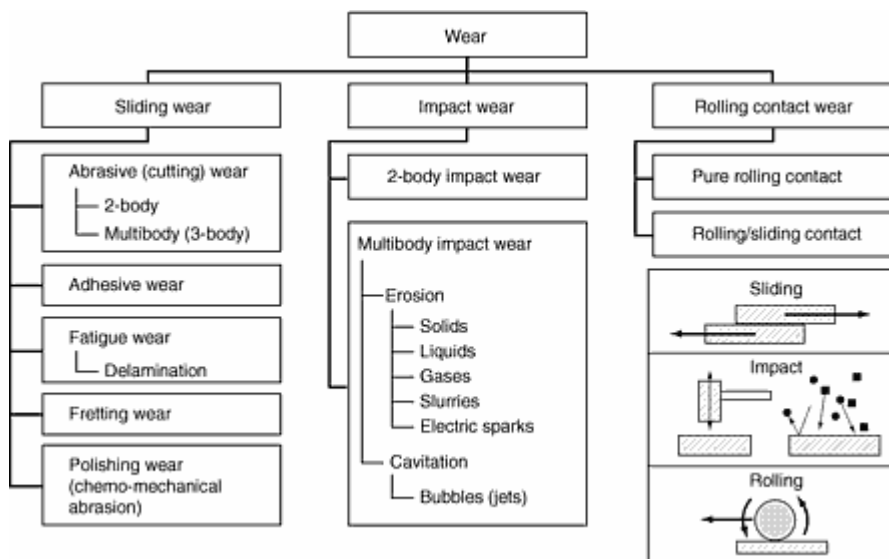 Wear
Sliding wear
Impact wear
Rolling contact wear
Abrasive (cutting) wear
2-body
Multibody (3-body)
Adhesive wear
Fatigue wear
Delamination
Fretting wear
Polishing wear
(chemo-mechanical
abrasion)
2-body impact wear
Multibody impact wear
Erosion
Solids
Liquids
Gases
Slurries
Electric sparks
Cavitation
Bubbles (jets)
Pure rolling contact
Rolling/sliding contact
Sliding
Impact
Rolling